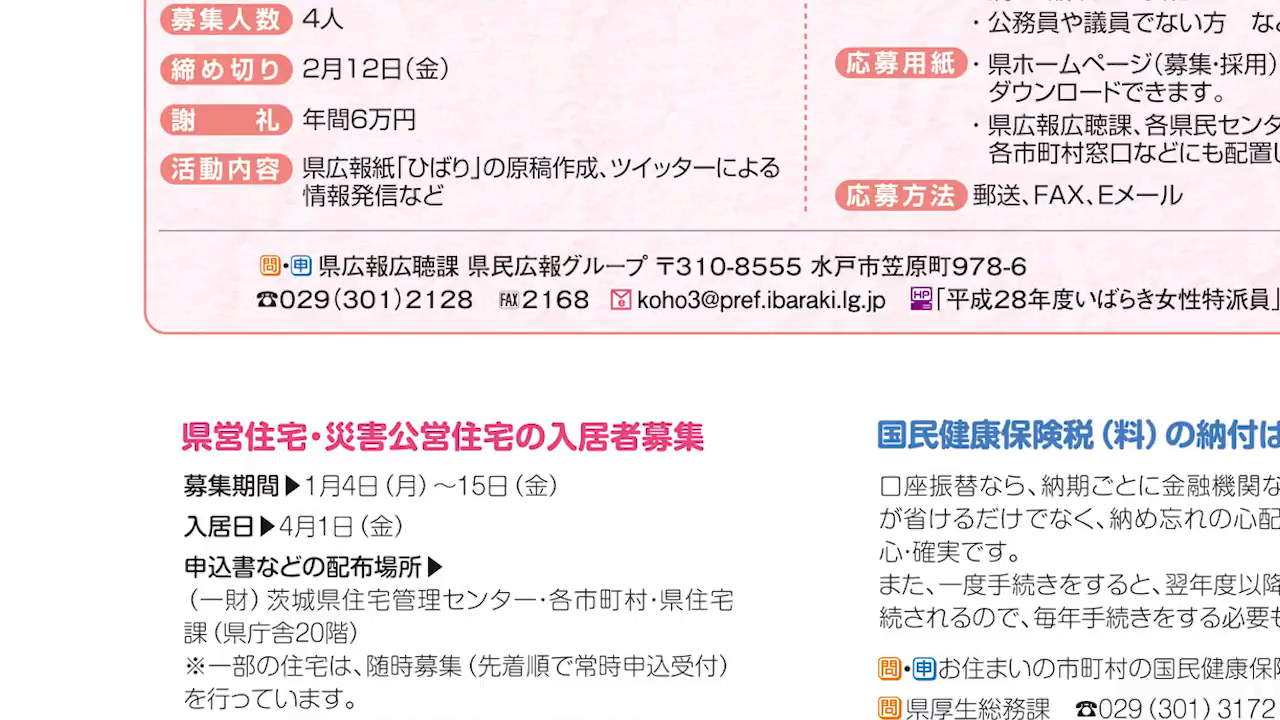 募集人数 4人
締め切り 2月12日(金)
謝 礼 年間6万円
活動内容 県広報紙「ひばり」の原稿作成、ツイッターによる
情報発信など
・公務員や議員でない方 な
応募用紙 ・県ホームページ(募集・採用)
ダウンロードできます。
・県広報広聴課、各県民センタ
各市町村窓口などにも配置
応募方法 郵送、FAX、Eメール
問・申 県広報広聴課 県民広報グループ 〒310-8555 水戸市笠原町978-6
☎029(301)2128 FAX2168 koho3@pref.ibaraki.lg.jp HP「平成28年度いばらき女性特派員」
県営住宅・災害公営住宅の入居者募集
募集期間▶1月4日(月)~15日(金)
入居日▶4月1日(金)
申込書などの配布場所▶
(一財)茨城県住宅管理センター・各市町村・県住宅
課(県庁舎20階)
※一部の住宅は、随時募集(先着順で常時申込受付)
を行っています。
国民健康保険税(料)の納付は
口座振替なら、納期ごとに金融機関な
が省けるだけでなく、納め忘れの心配
心・確実です。
また、一度手続きをすると、翌年度以降
続されるので、毎年手続きをする必要も
問・申お住まいの市町村の国民健康保険
問県厚生総務課 ☎029(301)3172